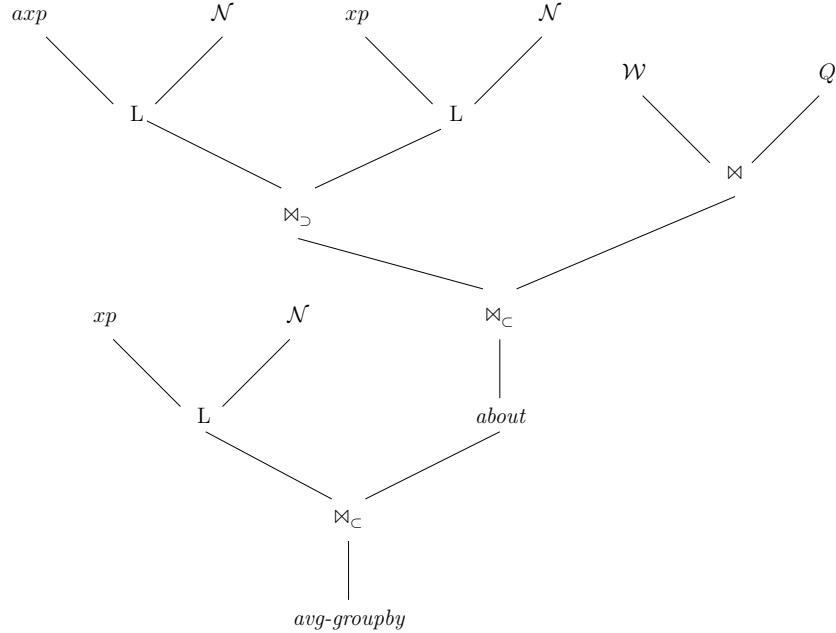 axp 𝒩 xp 𝒩
𝒲 Q
L L
⋈
⋈⊃
xp 𝒩 ⋈⊂
L about
⋈⊂
avg-groupby